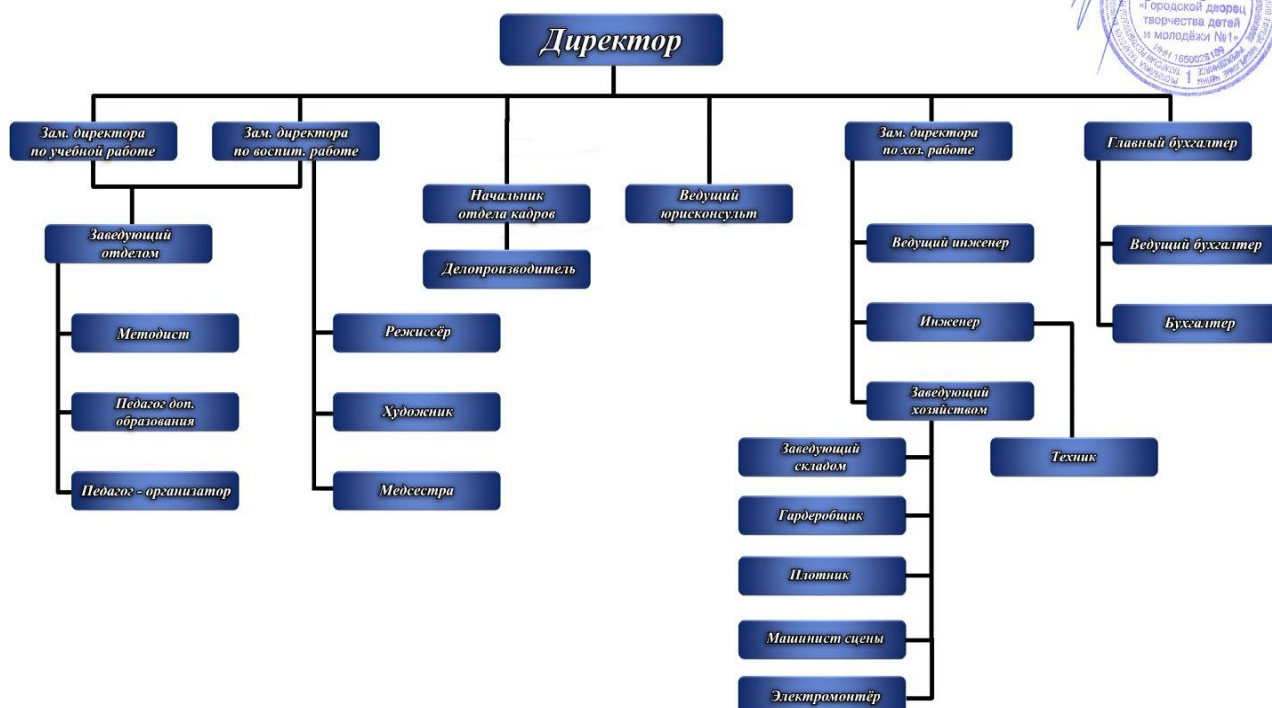 Директор
«Городской дворец
творчества детей
и молодёжи №1»
Зам. директора
по учебной работе
Зам. директора
по воспит. работе
Зам. директора
по хоз. работе
Главный бухгалтер
Начальник
отдела кадров
Ведущий
юрисконсульт
Заведующий
отделом
Делопроизводитель
Ведущий инженер
Ведущий бухгалтер
Методист
Режиссёр
Инженер
Бухгалтер
Педагог доп.
образования
Художник
Заведующий
хозяйством
Педагог - организатор
Медсестра
Заведующий
складом
Техник
Гардеробщик
Плотник
Машинист сцены
Электромонтёр